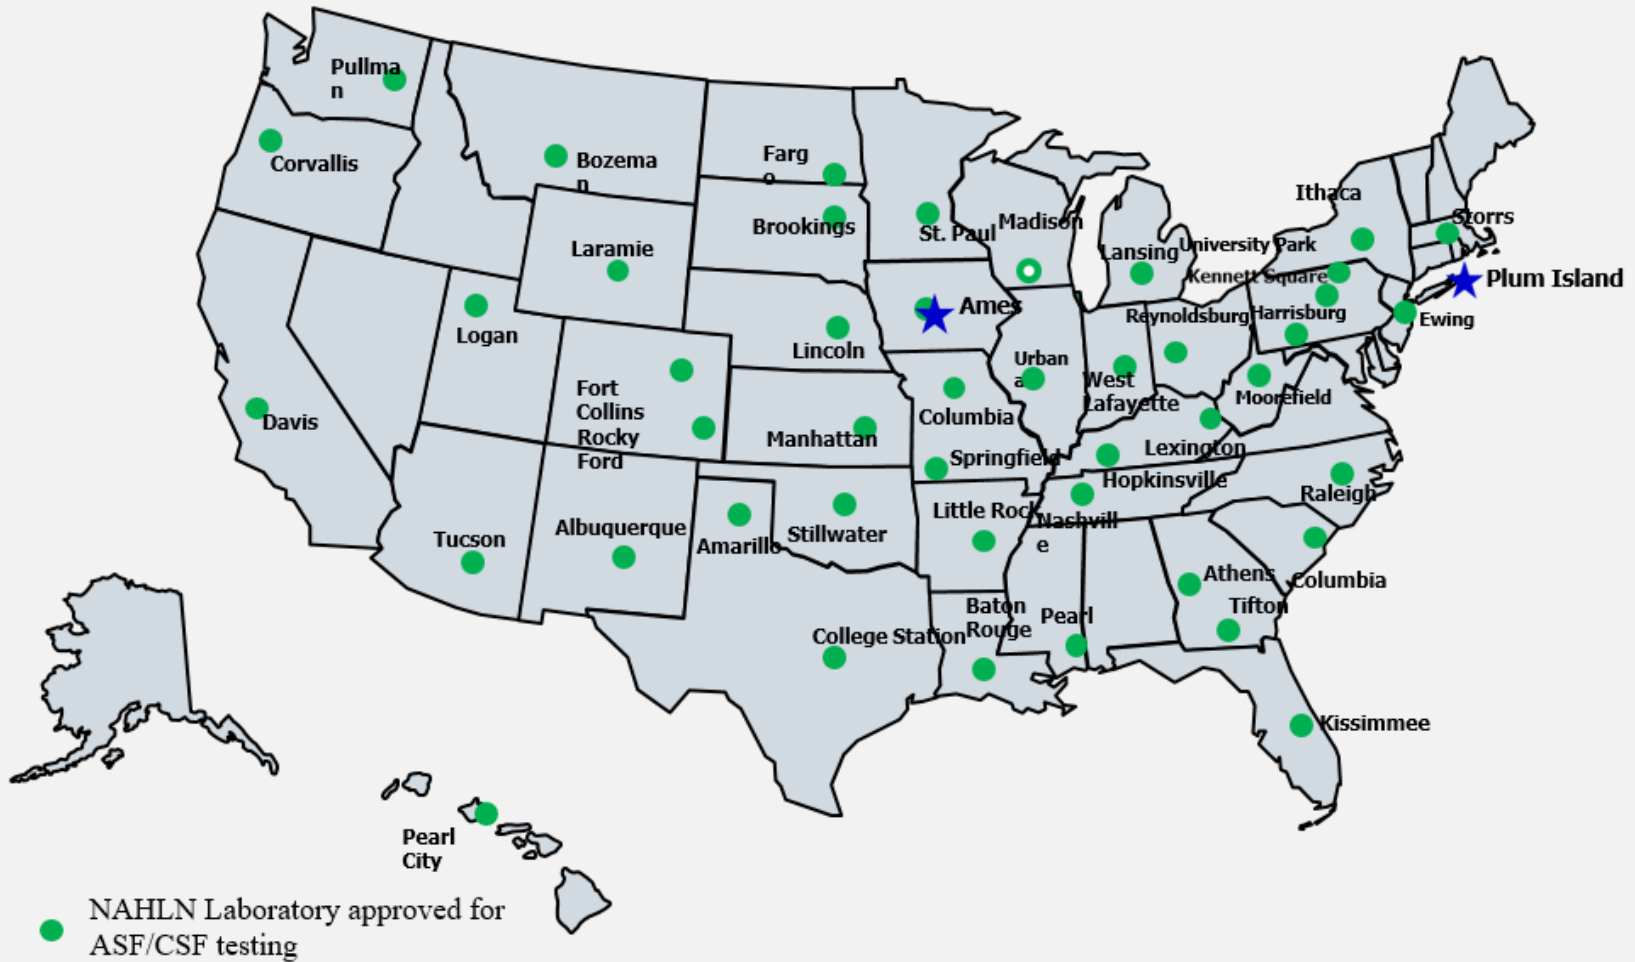 Pullma
n
Corvallis
Bozema
n
Farg
o
Brookings
St. Paul
Madison
Lansing
Ithaca
Storrs
University Park
Kennett Square
Plum Island
Laramie
Logan
Ames
Lincoln
Reynoldsburg
Harrisburg
Ewing
Davis
Fort
Collins
Rocky
Ford
Manhattan
Columbia
Urban
a
West
Lafayette
Moorefield
Springfield
Lexington
Hopkinsville
Raleigh
Tucson
Albuquerque
Amarillo
Stillwater
Little Rock
Nashvill
e
Athens
Columbia
Tifton
College Station
Baton
Rouge
Pearl
Kissimmee
Pearl
City
NAHLN Laboratory approved for
ASF/CSF testing